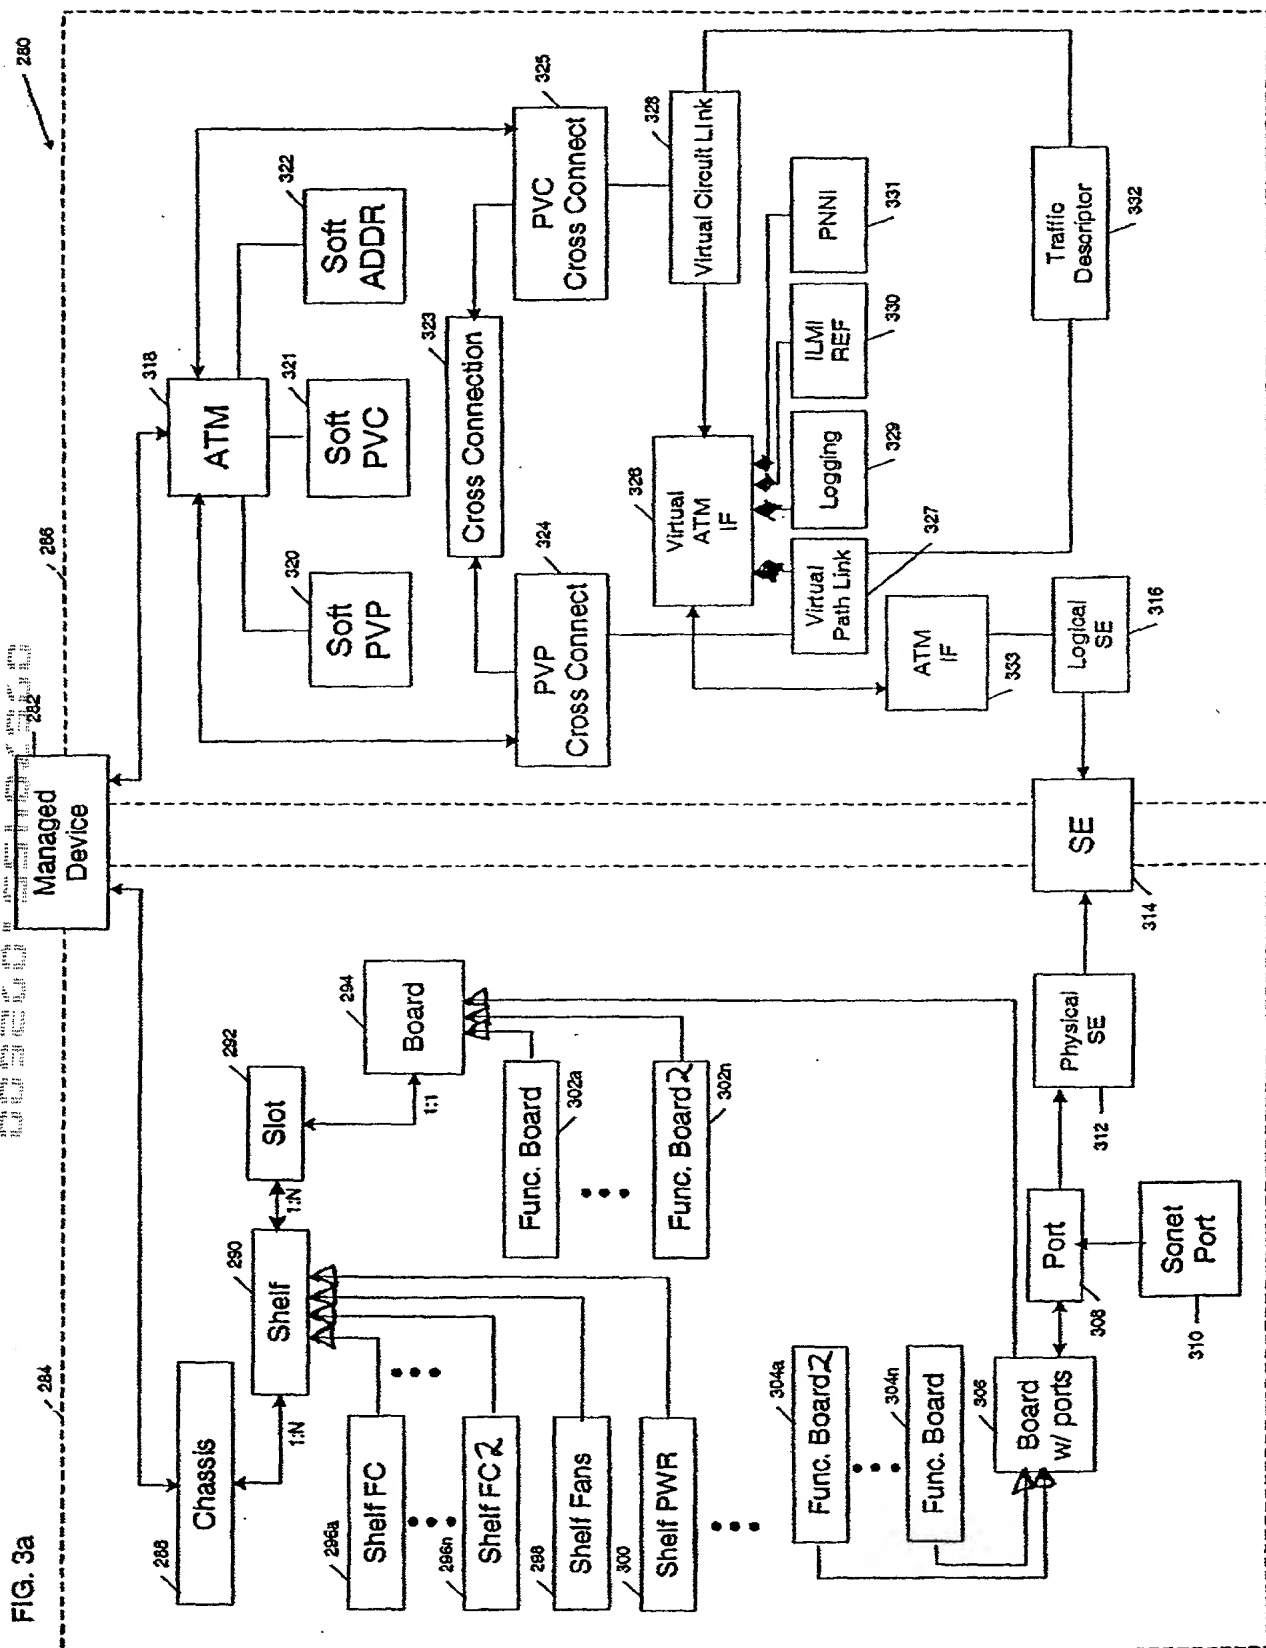 FIG. 3a
280
282
Managed
Device
284
286
288
Chassis
1:N
290
Shelf
1:N
292
Slot
1:1
294
Board
296a
Shelf FC
296n
Shelf FC2
298
Shelf Fans
300
Shelf PWR
Func. Board
302a
Func. Board2
302n
304a
Func. Board2
304n
Func. Board
306
Board
w/ ports
308
Port
310
Sonet
Port
312
Physical
SE
314
SE
316
Logical
SE
318
ATM
320
Soft
PVP
321
Soft
PVC
322
Soft
ADDR
323
Cross Connection
324
PVP
Cross Connect
325
PVC
Cross Connect
326
Virtual
ATM
IF
327
Virtual
Path Link
328
Virtual Circuit Link
329
Logging
330
ILMI
REF
331
PNNI
332
Traffic
Descriptor
333
ATM
IF